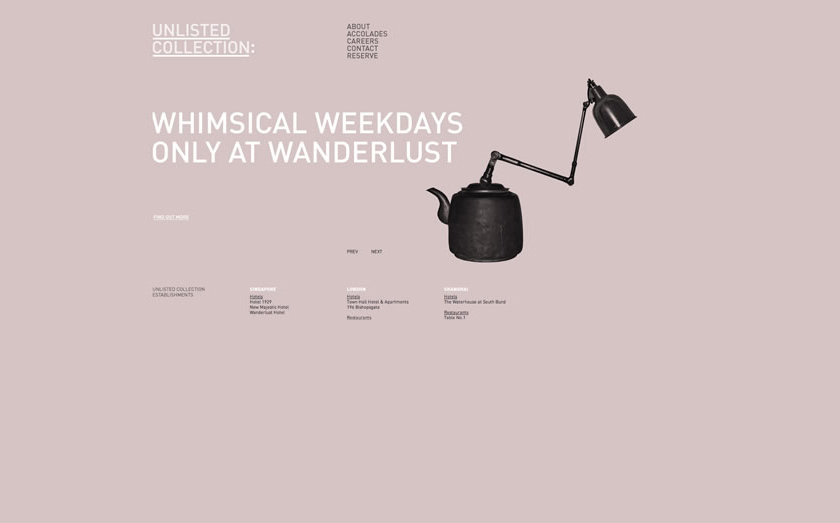 UNLISTED
COLLECTION:
ABOUT
ACCOLADES
CAREERS
CONTACT
RESERVE
WHIMSICAL WEEKDAYS
ONLY AT WANDERLUST
FIND OUT MORE
PREV
NEXT
UNLISTED COLLECTION
ESTABLISHMENTS
SINGAPORE
Hotels
Hotel 1929
New Majestic Hotel
Wanderlust Hotel
LONDON
Hotels
Town Hall Hotel & Apartments
196 Bishopsgate
Restaurants
SHANGHAI
Hotels
The Waterhouse at South Bund
Restaurants
Table No 1